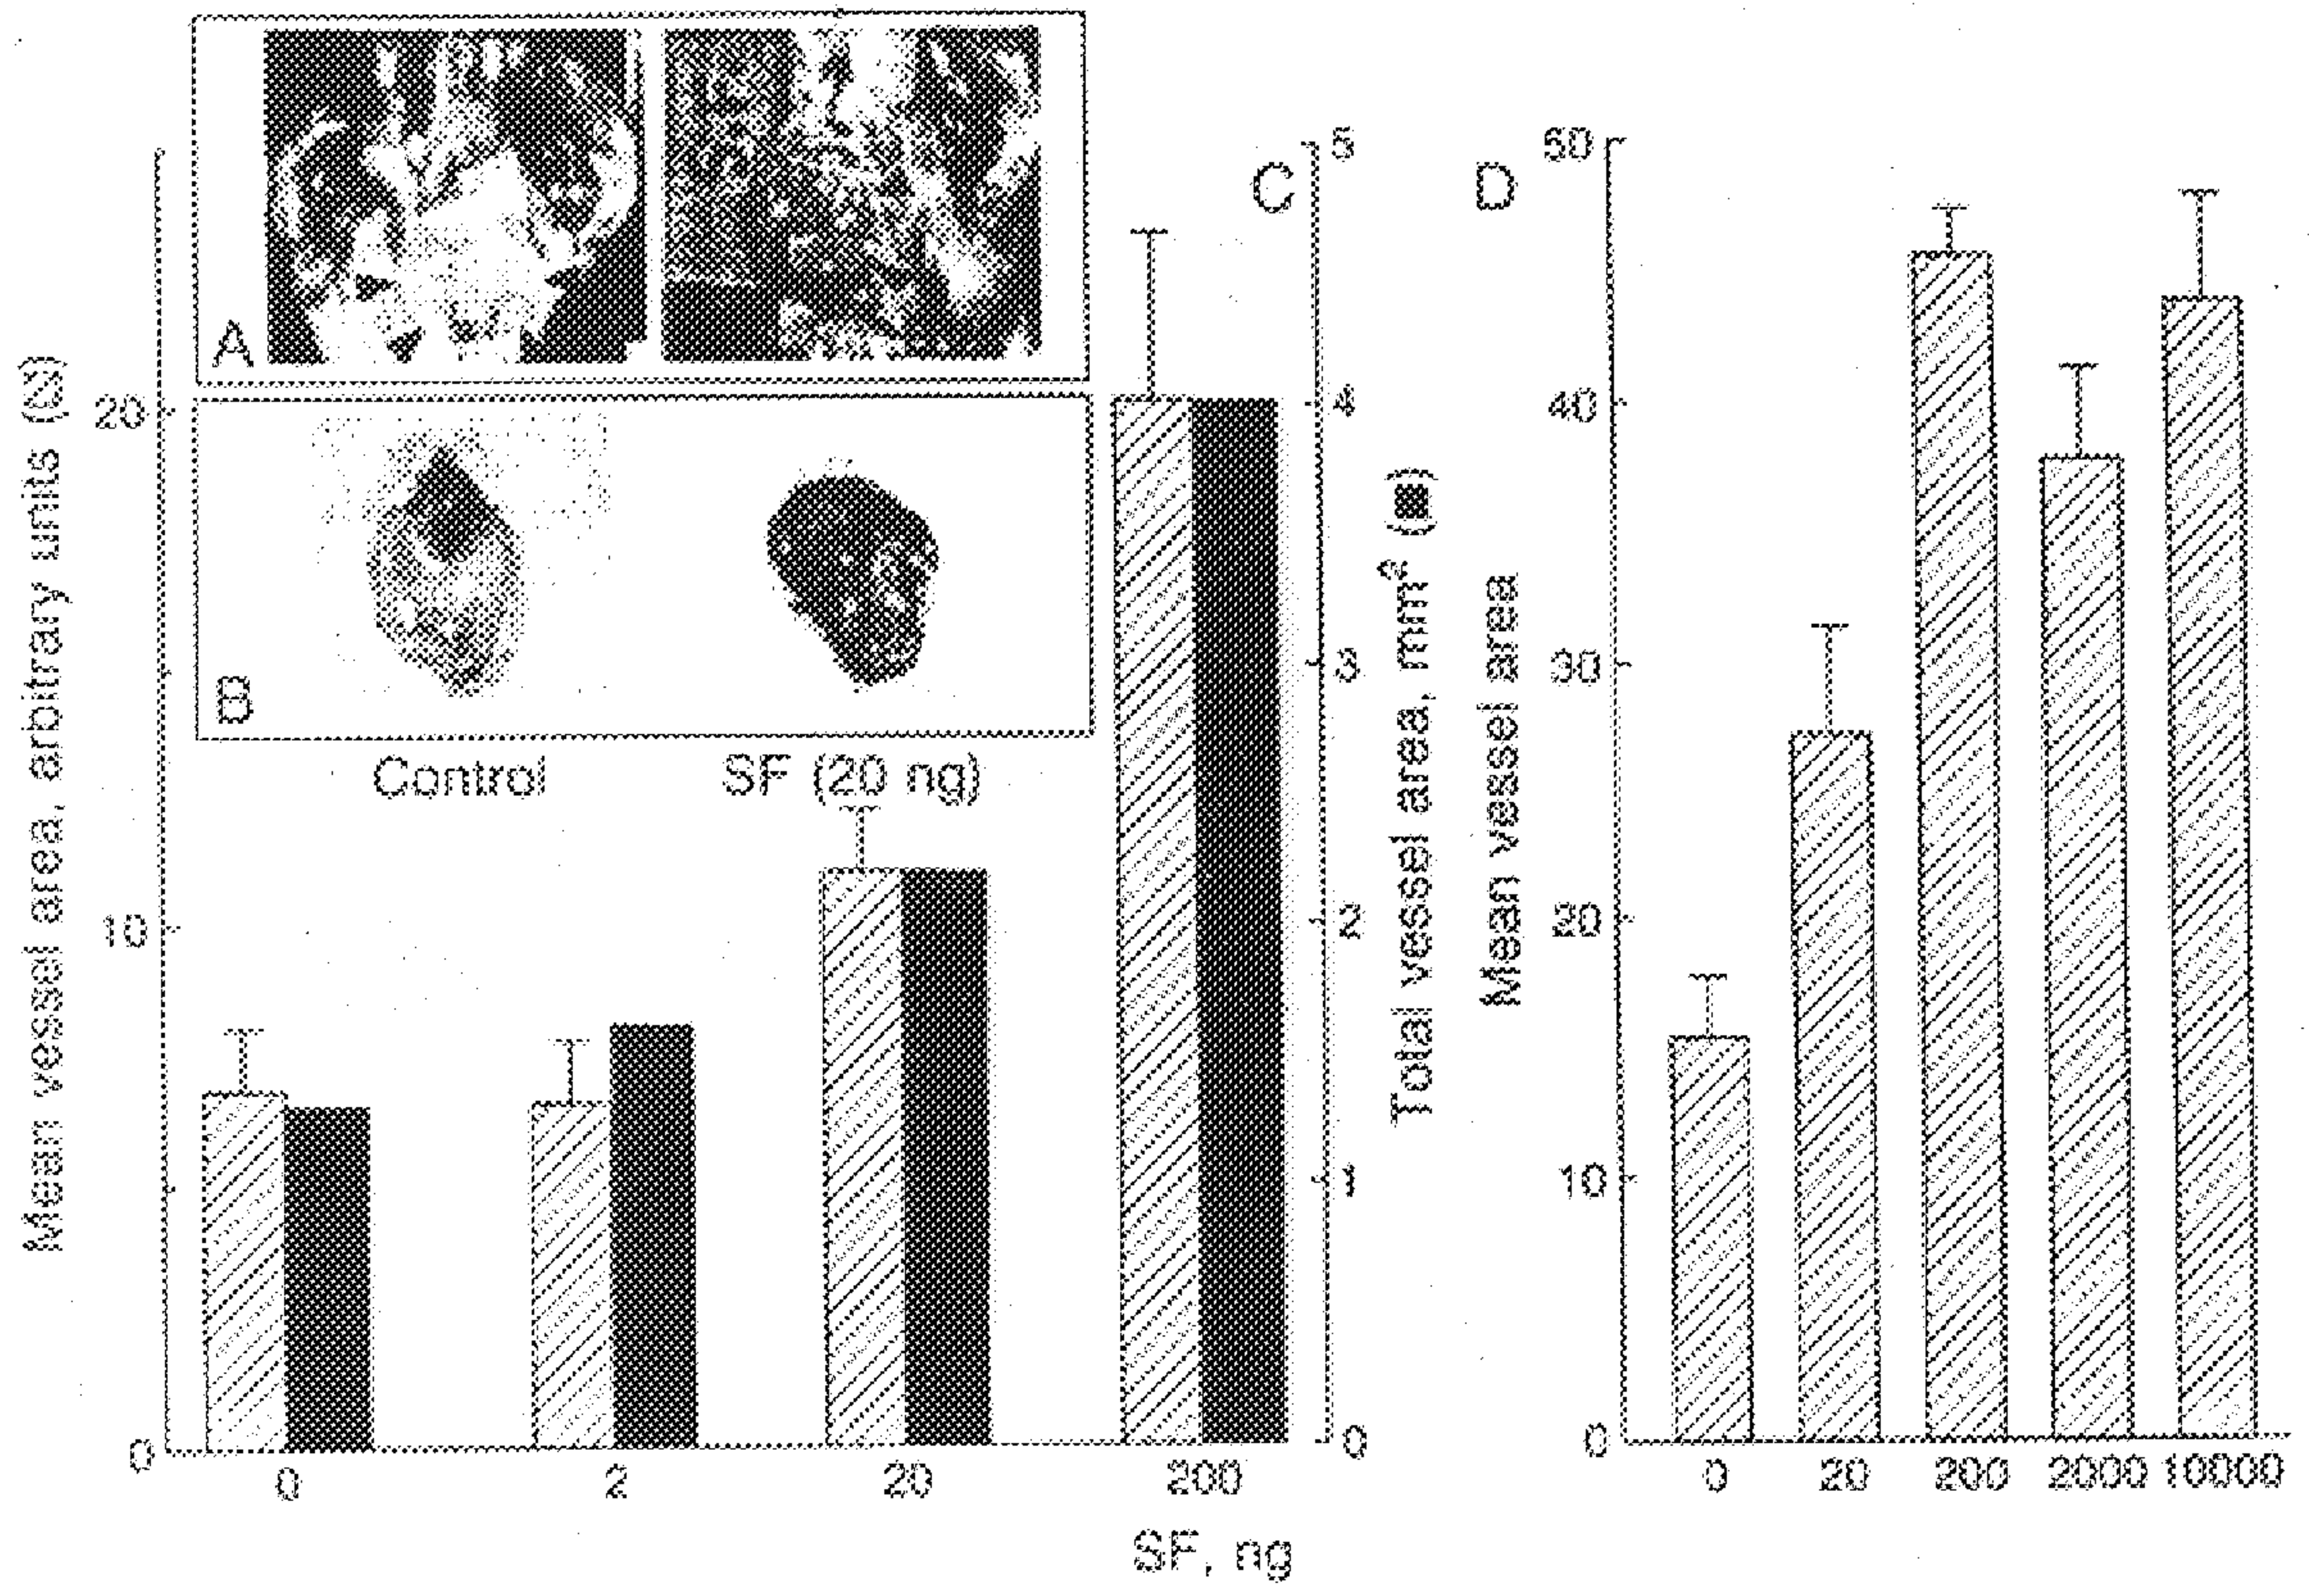 A
B
Control
SF (20 ng)
Mean vessel area, arbitrary units (▨)
20
10
0
0
2
20
200
C
5
4
3
2
1
0
Total vessel area, mm² (■)
D
Mean vessel area
50
40
30
20
10
0
0
20
200
2000
10000
SF, ng